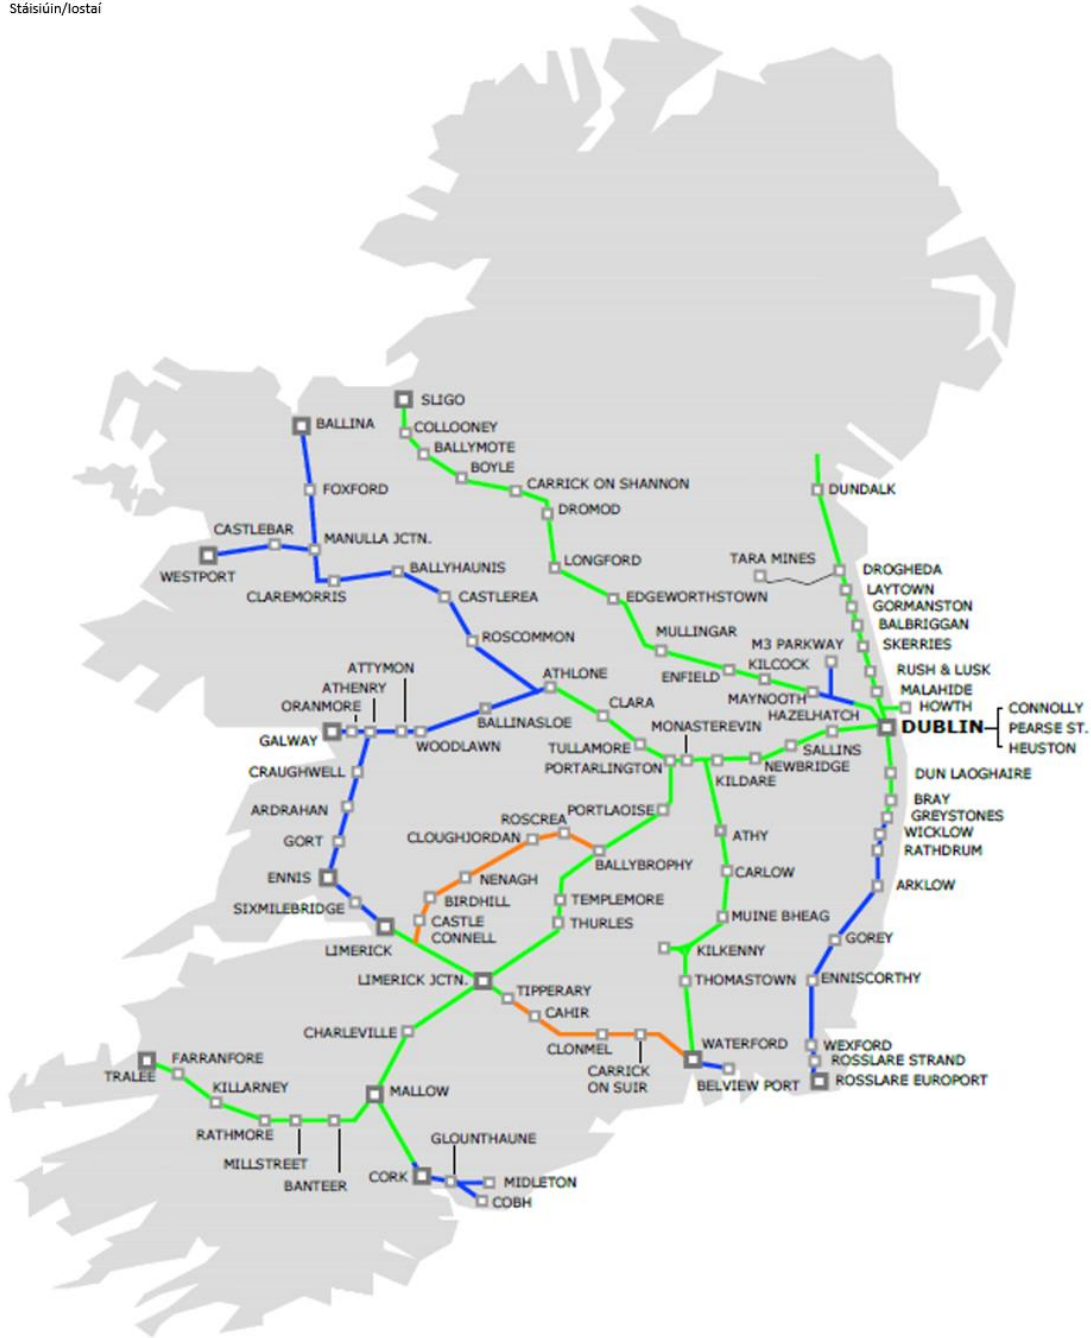 Stáisiúin/Iostaí
SLIGO
BALLINA
COLLOONEY
BALLYMOTE
BOYLE
CARRICK ON SHANNON
FOXFORD
DUNDALK
DROMOD
CASTLEBAR
MANULLA JCTN.
WESTPORT
LONGFORD
TARA MINES
DROGHEDA
BALLYHAUNIS
LAYTOWN
CLAREMORRIS
CASTLEREA
EDGEWORTHSTOWN
GORMANSTON
BALBRIGGAN
ROSCOMMON
MULLINGAR
M3 PARKWAY
SKERRIES
ATTYMON
KILCOCK
RUSH & LUSK
ATHLONE
ENFIELD
ATHENRY
MALAHIDE
ORANMORE
CLARA
MAYNOOTH
HOWTH
CONNOLLY
HAZELHATCH
BALLINASLOE
MONASTEREVIN
DUBLIN
PEARSE ST.
GALWAY
WOODLAWN
TULLAMORE
SALLINS
HEUSTON
PORTARLINGTON
NEWBRIDGE
CRAUGHWELL
KILDARE
DUN LAOGHAIRE
BRAY
ARDRAHAN
PORTLAOISE
GREYSTONES
ROSCREA
CLOUGHJORDAN
ATHY
WICKLOW
GORT
RATHDRUM
BALLYBROPHY
ENNIS
NENAGH
CARLOW
ARKLOW
BIRDHILL
TEMPLEMORE
SIXMILEBRIDGE
CASTLE
CONNELL
THURLES
MUINE BHEAG
LIMERICK
GOREY
KILKENNY
LIMERICK JCTN.
THOMASTOWN
ENNISCORTHY
TIPPERARY
CAHIR
CHARLEVILLE
CLONMEL
WATERFORD
WEXFORD
FARRANFORE
ROSSLARE STRAND
TRALEE
CARRICK
ON SUIR
BELVIEW PORT
ROSSLARE EUROPORT
KILLARNEY
MALLOW
RATHMORE
GLOUNTHAUNE
MILLSTREET
CORK
MIDLETON
BANTEER
COBH